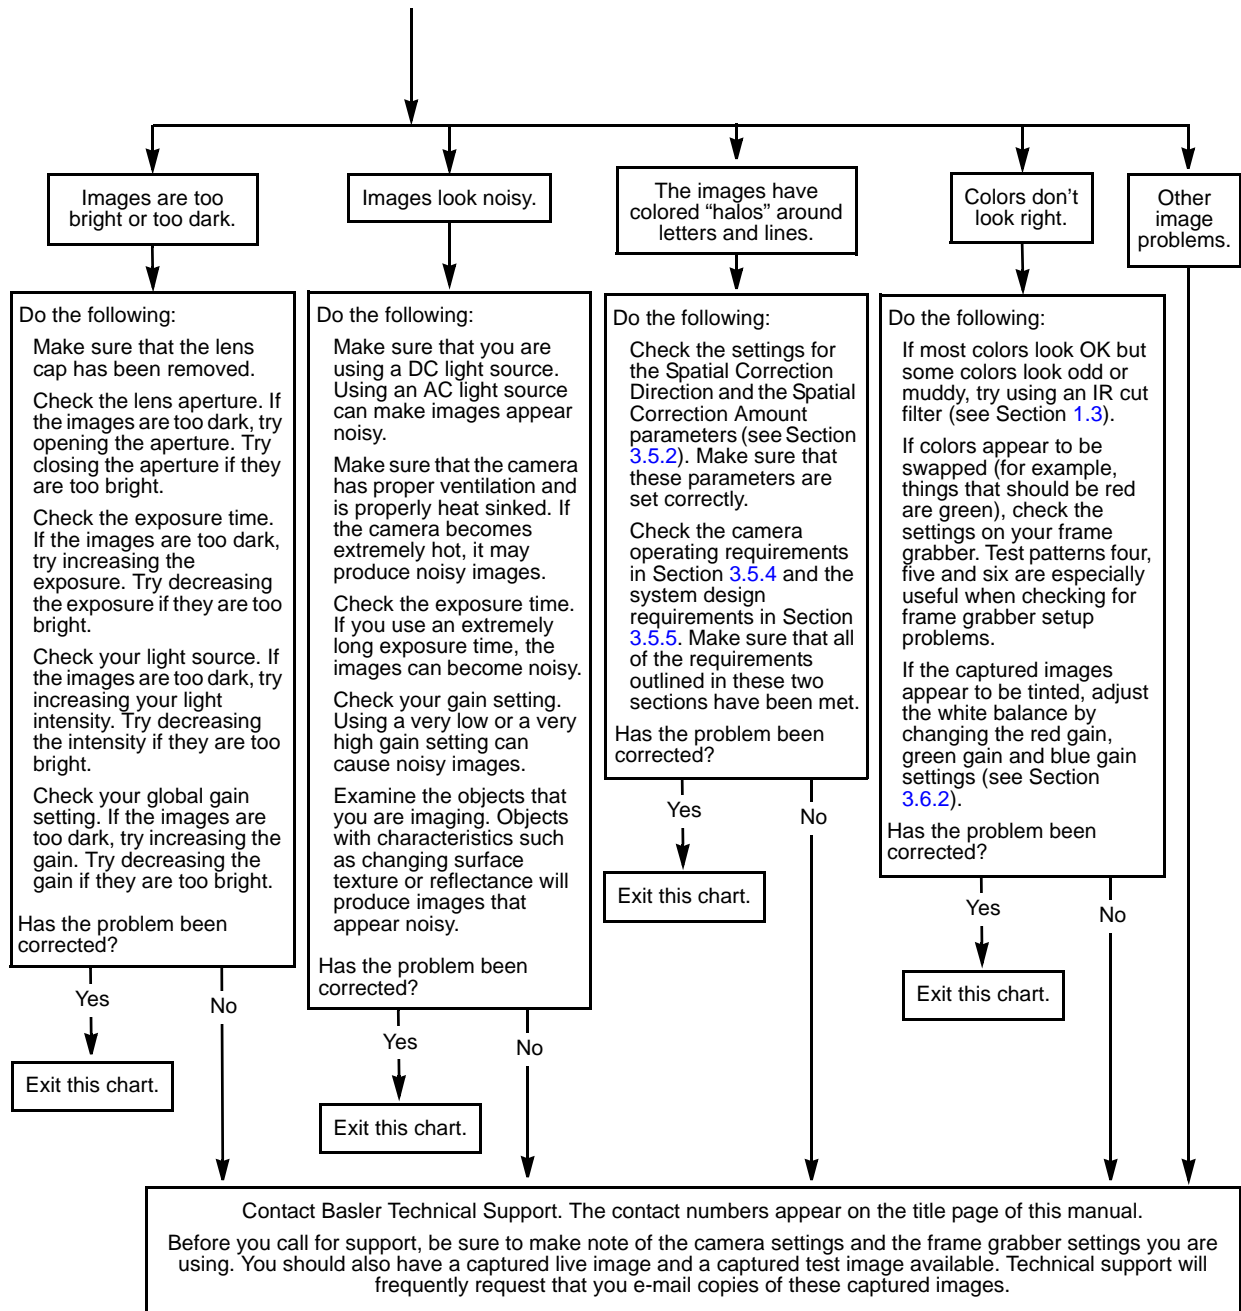 Images are too
bright or too dark.
Images look noisy.
The images have
colored “halos” around
letters and lines.
Colors don’t
look right.
Other
image
problems.
Do the following:
Make sure that the lens
cap has been removed.
Check the lens aperture. If
the images are too dark, try
opening the aperture. Try
closing the aperture if they
are too bright.
Check the exposure time.
If the images are too dark,
try increasing the
exposure. Try decreasing
the exposure if they are too
bright.
Check your light source. If
the images are too dark, try
increasing your light
intensity. Try decreasing
the intensity if they are too
bright.
Check your global gain
setting. If the images are
too dark, try increasing the
gain. Try decreasing the
gain if they are too bright.
Has the problem been
corrected?
Yes
No
Exit this chart.
Do the following:
Make sure that you are
using a DC light source.
Using an AC light source
can make images appear
noisy.
Make sure that the camera
has proper ventilation and
is properly heat sinked. If
the camera becomes
extremely hot, it may
produce noisy images.
Check the exposure time.
If you use an extremely
long exposure time, the
images can become noisy.
Check your gain setting.
Using a very low or a very
high gain setting can
cause noisy images.
Examine the objects that
you are imaging. Objects
with characteristics such
as changing surface
texture or reflectance will
produce images that
appear noisy.
Has the problem been
corrected?
Yes
No
Exit this chart.
Do the following:
Check the settings for
the Spatial Correction
Direction and the Spatial
Correction Amount
parameters (see Section
3.5.2). Make sure that
these parameters are
set correctly.
Check the camera
operating requirements
in Section 3.5.4 and the
system design
requirements in Section
3.5.5. Make sure that all
of the requirements
outlined in these two
sections have been met.
Has the problem been
corrected?
Yes
No
Exit this chart.
Do the following:
If most colors look OK but
some colors look odd or
muddy, try using an IR cut
filter (see Section 1.3).
If colors appear to be
swapped (for example,
things that should be red
are green), check the
settings on your frame
grabber. Test patterns four,
five and six are especially
useful when checking for
frame grabber setup
problems.
If the captured images
appear to be tinted, adjust
the white balance by
changing the red gain,
green gain and blue gain
settings (see Section
3.6.2).
Has the problem been
corrected?
Yes
No
Exit this chart.
Contact Basler Technical Support. The contact numbers appear on the title page of this manual.
Before you call for support, be sure to make note of the camera settings and the frame grabber settings you are
using. You should also have a captured live image and a captured test image available. Technical support will
frequently request that you e-mail copies of these captured images.